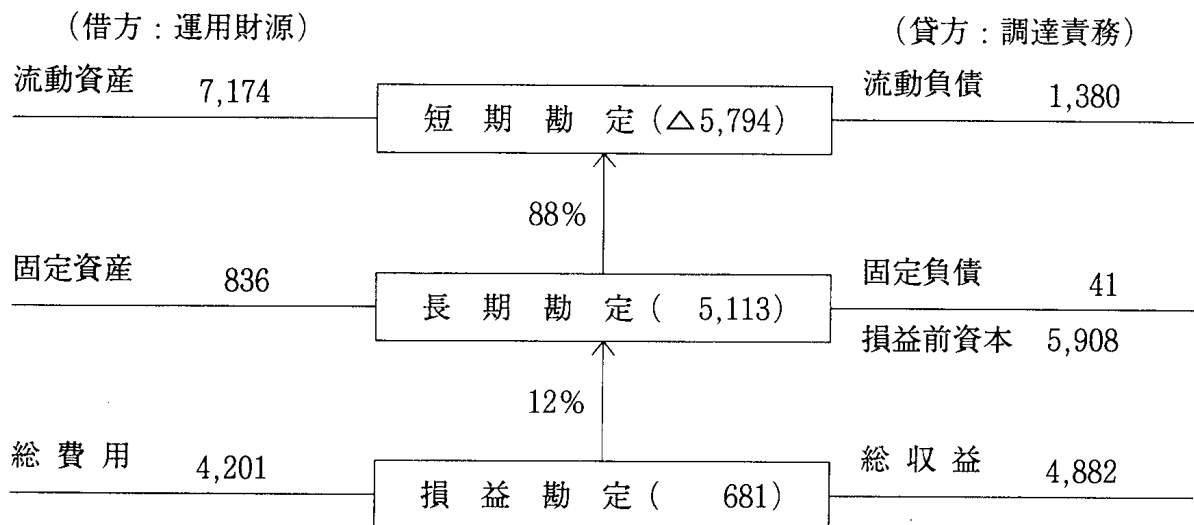 (借方:運用財源) (貸方:調達責務)
流動資産 7,174 短期勘定(△5,794) 流動負債 1,380
88%
固定資産 836 長期勘定( 5,113) 固定負債 41
損益前資本 5,908
12%
総費用 4,201 損益勘定( 681) 総収益 4,882